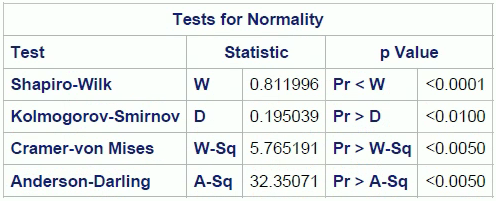 Tests for Normality
Test Statistic p Value
Shapiro-Wilk W 0.811996 Pr < W <0.0001
Kolmogorov-Smirnov D 0.195039 Pr > D <0.0100
Cramer-von Mises W-Sq 5.765191 Pr > W-Sq <0.0050
Anderson-Darling A-Sq 32.35071 Pr > A-Sq <0.0050